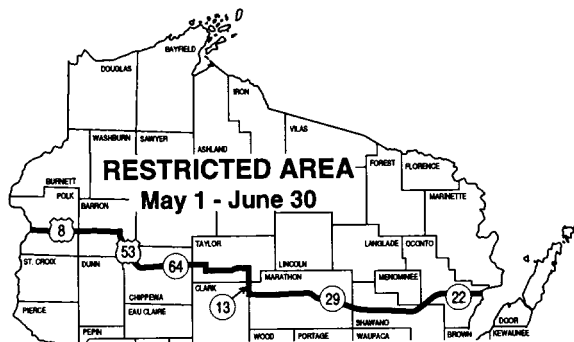 BAYFIELD
DOUGLAS
IRON
VILAS
WASHBURN
SAWYER
ASHLAND
FOREST
FLORENCE
RESTRICTED AREA
BURNETT
MARINETTE
POLK
May 1 - June 30
BARRON
8
TAYLOR
LANGLADE
OCONTO
53
ST. CROIX
DUNN
64
LINCOLN
MARATHON
MENOMINEE
CLARK
CHIPPEWA
29
22
13
PIERCE
EAU CLAIRE
DOOR
SHAWANO
PEPIN
WOOD
PORTAGE
WAUPACA
BROWN
KEWAUNEE